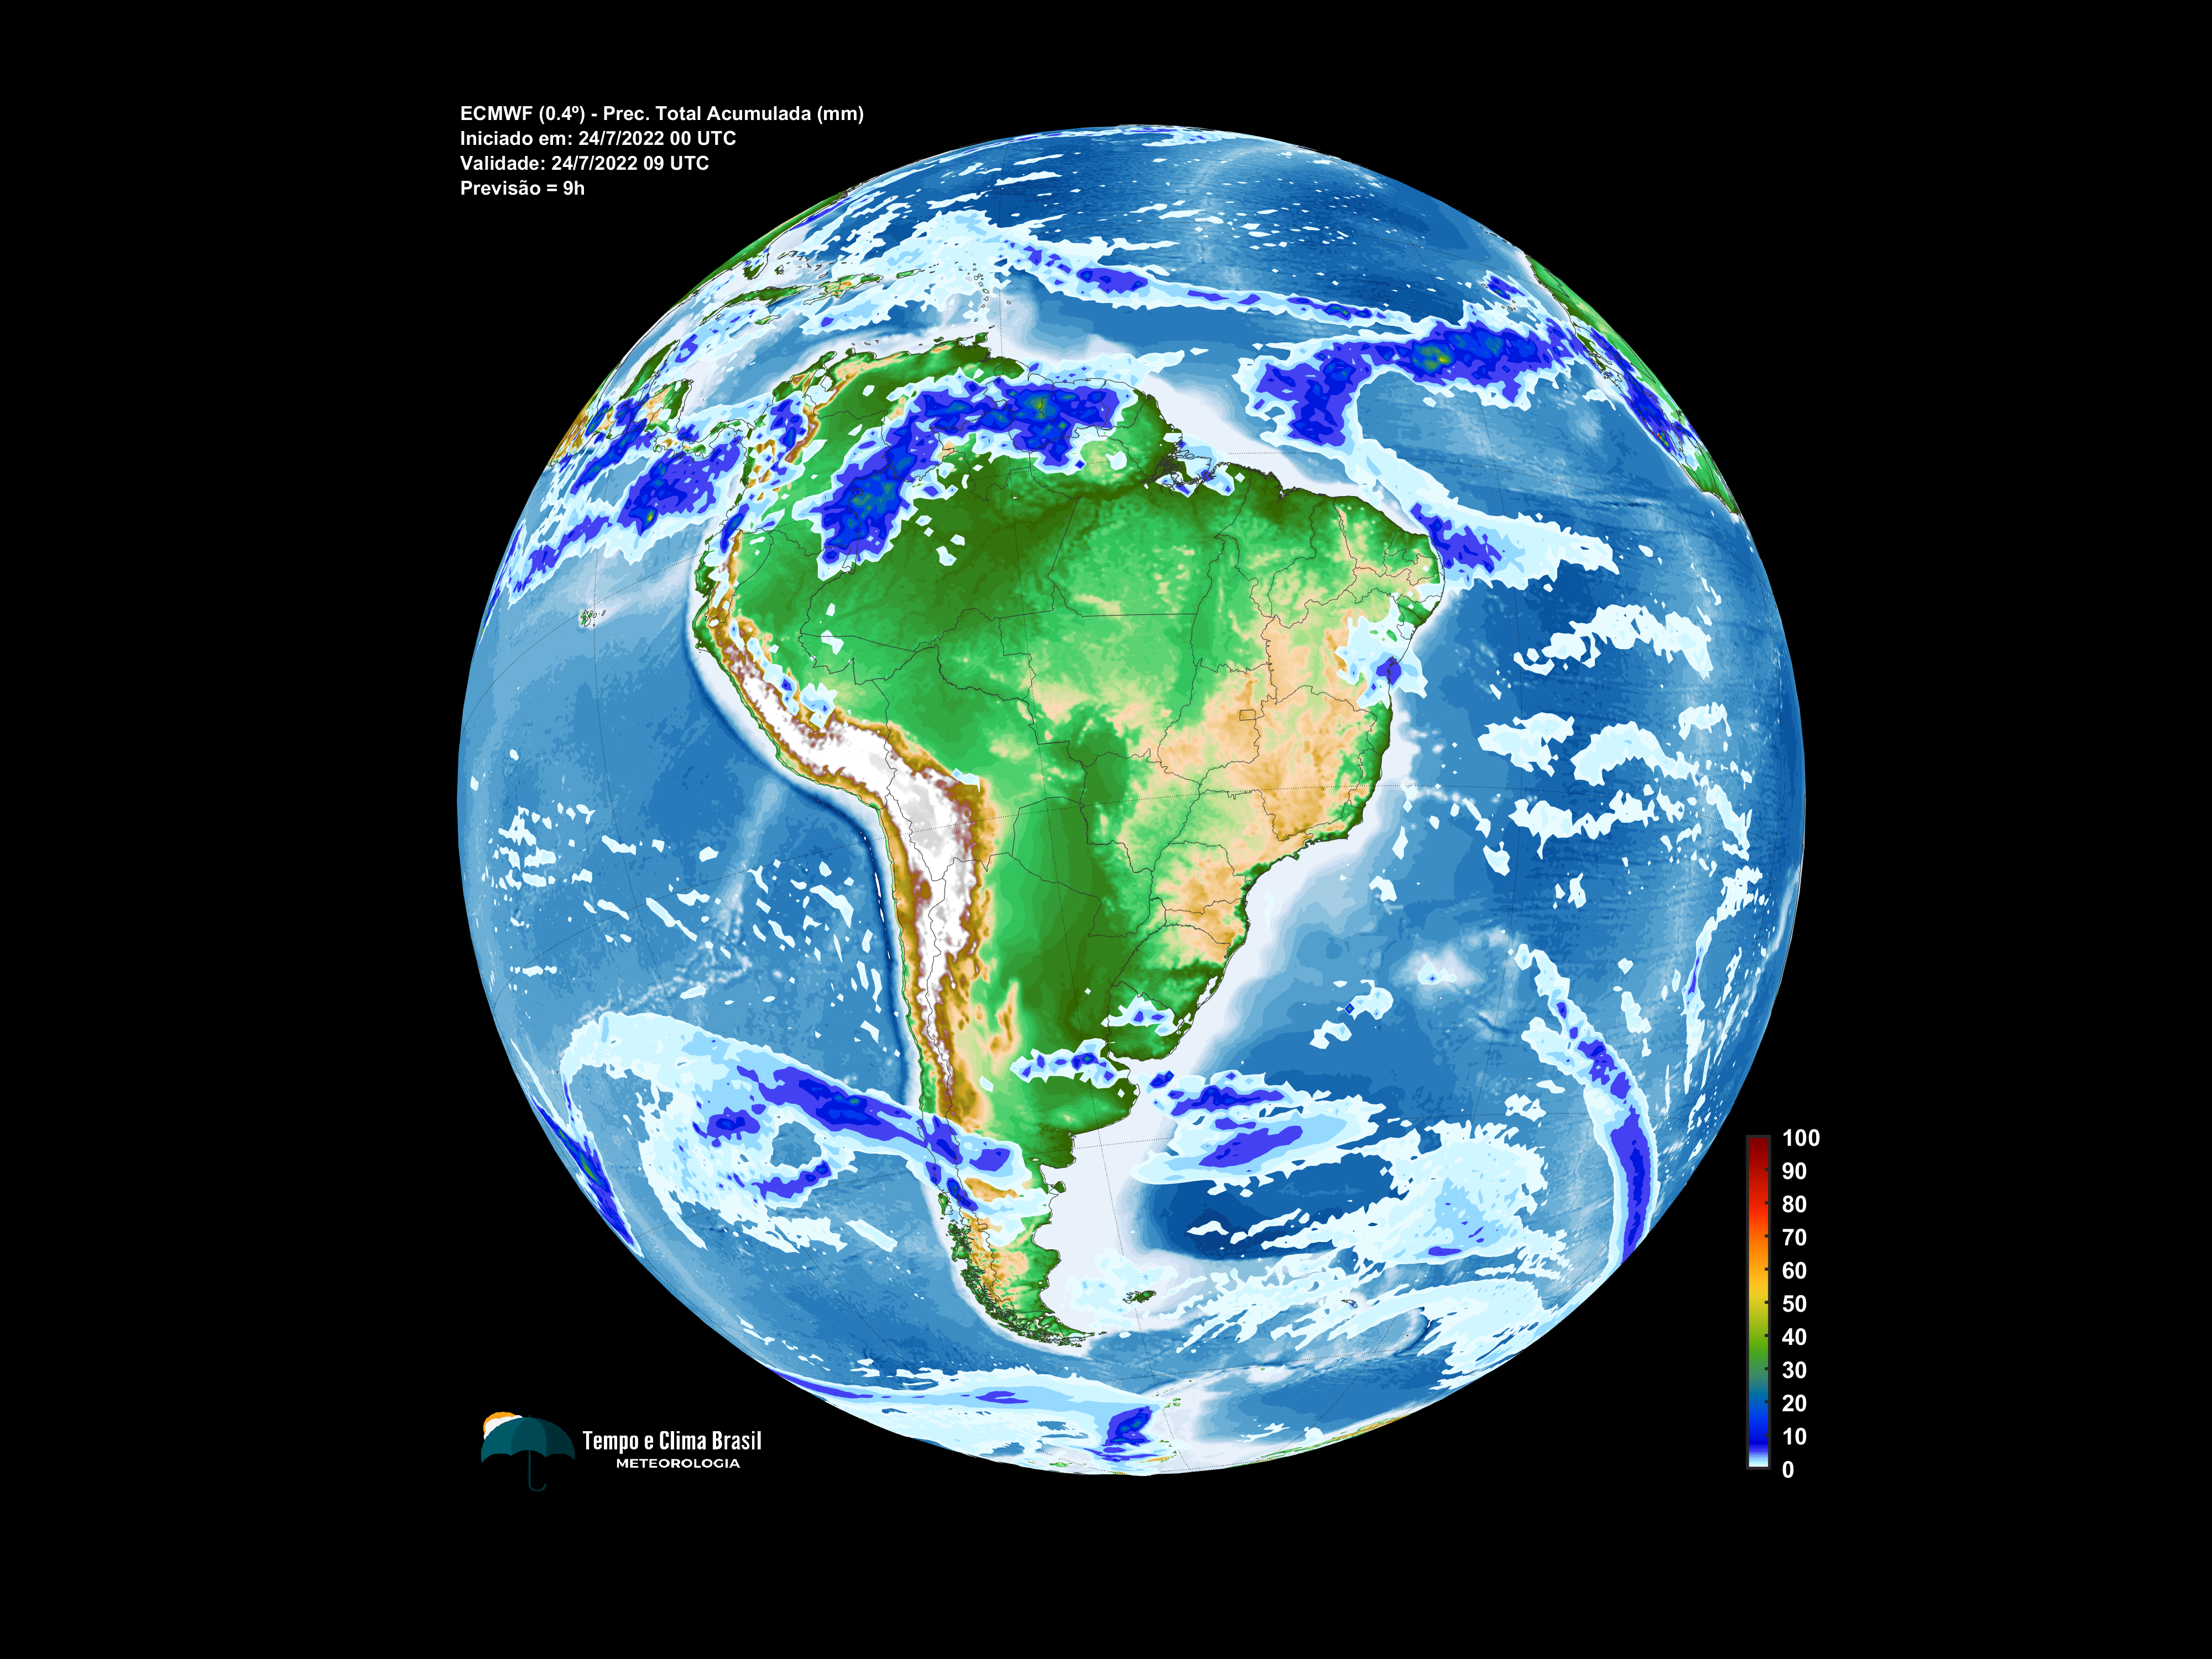 ECMWF (0.4º) - Prec. Total Acumulada (mm)
Iniciado em: 24/7/2022 00 UTC
Validade: 24/7/2022 09 UTC
Previsão = 9h
100
90
80
70
60
50
40
30
20
10
0
Tempo e Clima Brasil
METEOROLOGIA